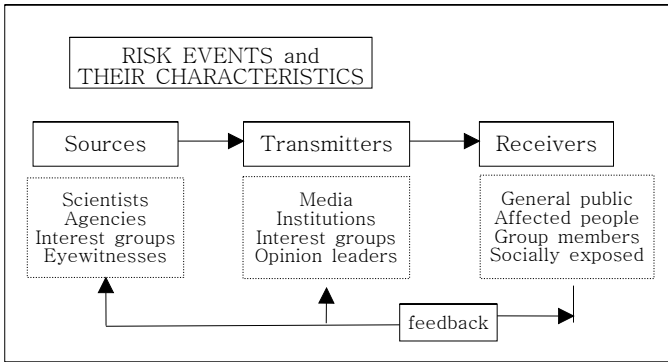 RISK EVENTS and
THEIR CHARACTERISTICS
Sources
Transmitters
Receivers
Scientists
Agencies
Interest groups
Eyewitnesses
Media
Institutions
Interest groups
Opinion leaders
General public
Affected people
Group members
Socially exposed
feedback